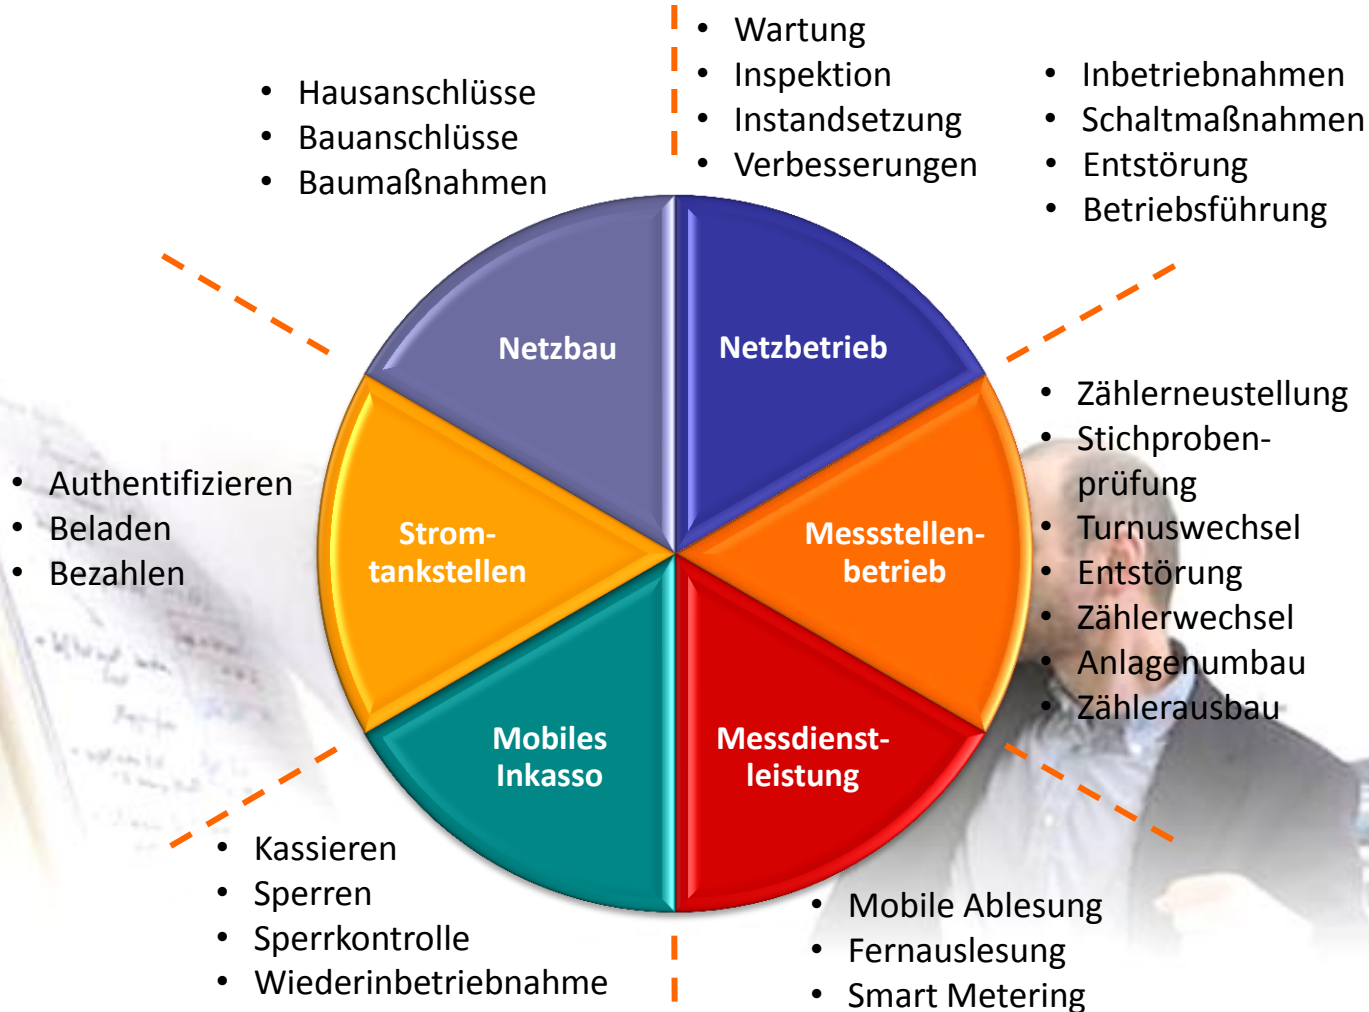 • Hausanschlüsse
• Bauanschlüsse
• Baumaßnahmen
• Wartung
• Inspektion
• Instandsetzung
• Verbesserungen
• Inbetriebnahmen
• Schaltmaßnahmen
• Entstörung
• Betriebsführung
Netzbau
Netzbetrieb
• Zählerneustellung
• Stichproben-
prüfung
• Turnuswechsel
• Entstörung
• Zählerwechsel
• Anlagenumbau
• Zählerausbau
• Authentifizieren
• Beladen
• Bezahlen
Strom-
tankstellen
Messstellen-
betrieb
Mobiles
Inkasso
Messdienst-
leistung
• Kassieren
• Sperren
• Sperrkontrolle
• Wiederinbetriebnahme
• Mobile Ablesung
• Fernauslesung
• Smart Metering